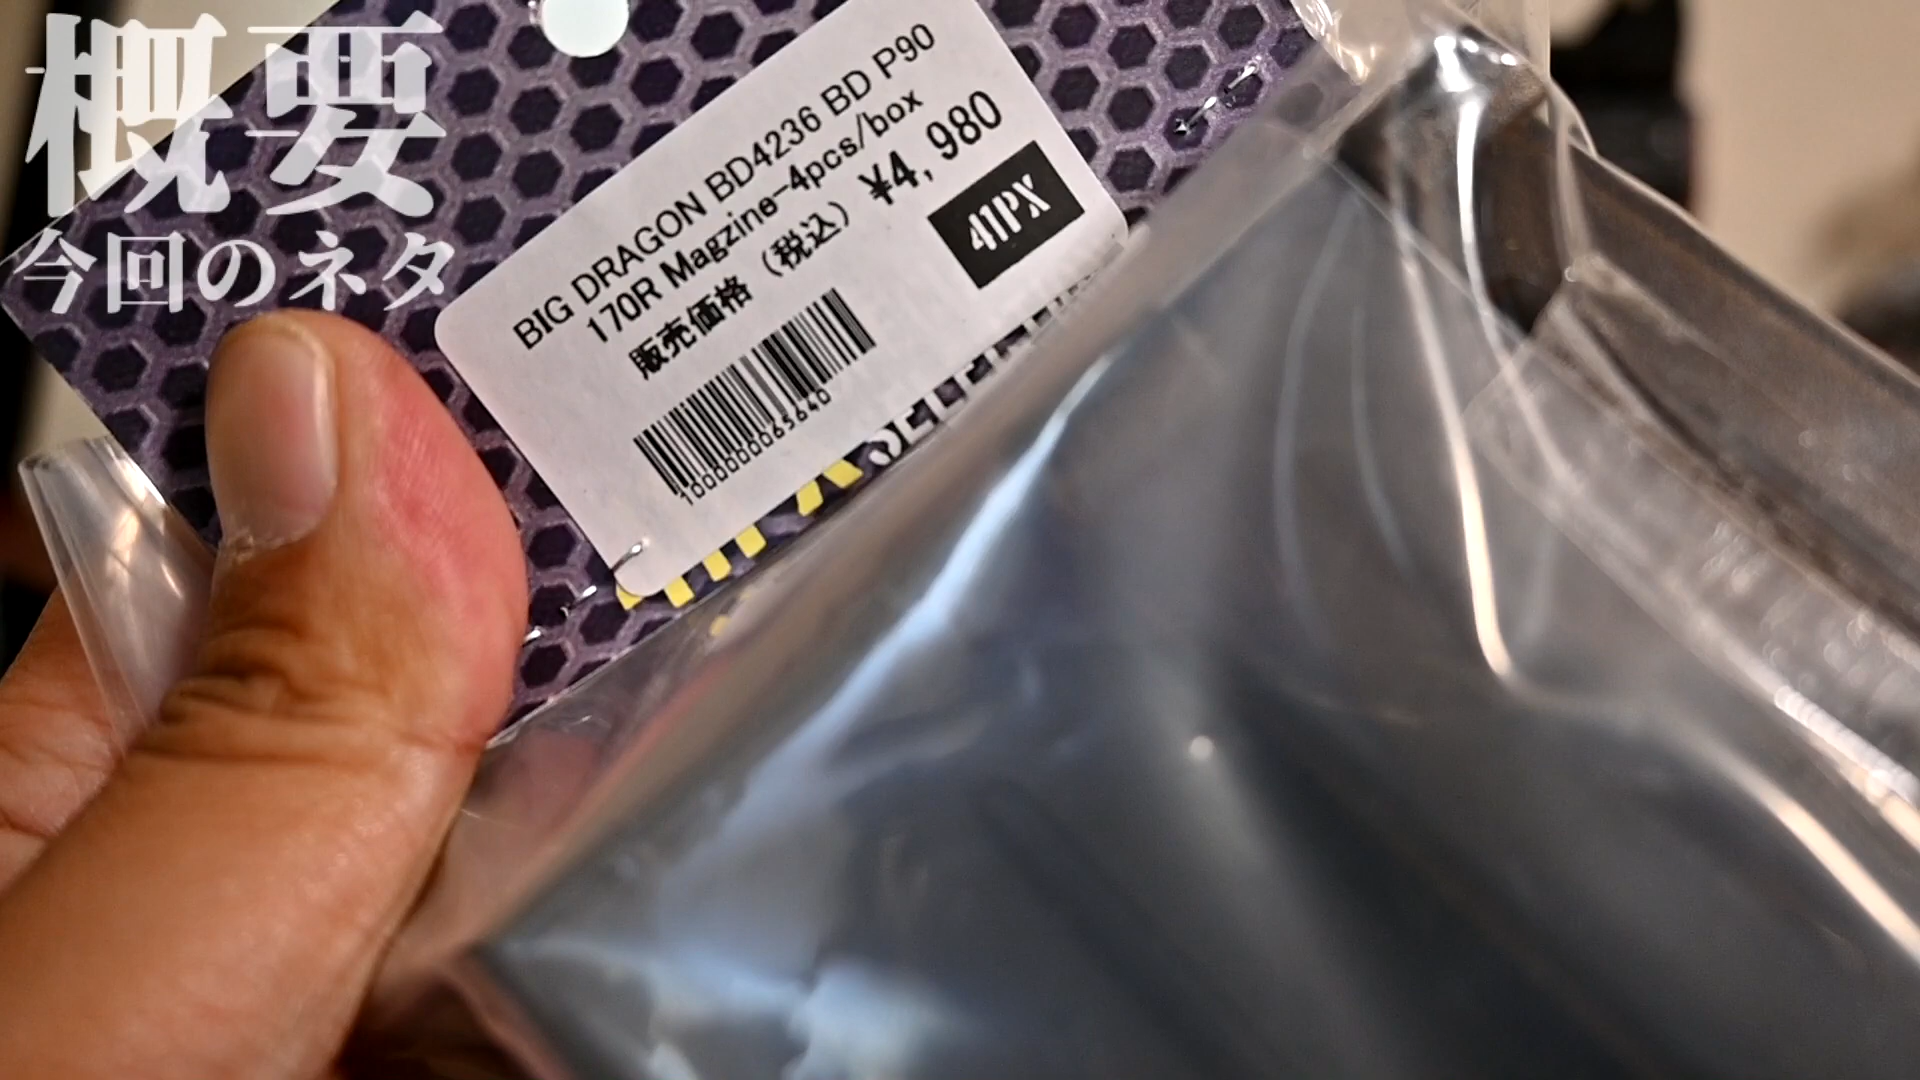 概要
今回のネタ
BIG DRAGON BD4236 BD P90
170R Magzine-4pcs/box
販売価格（税込）¥4,980
41PX
1000000065640